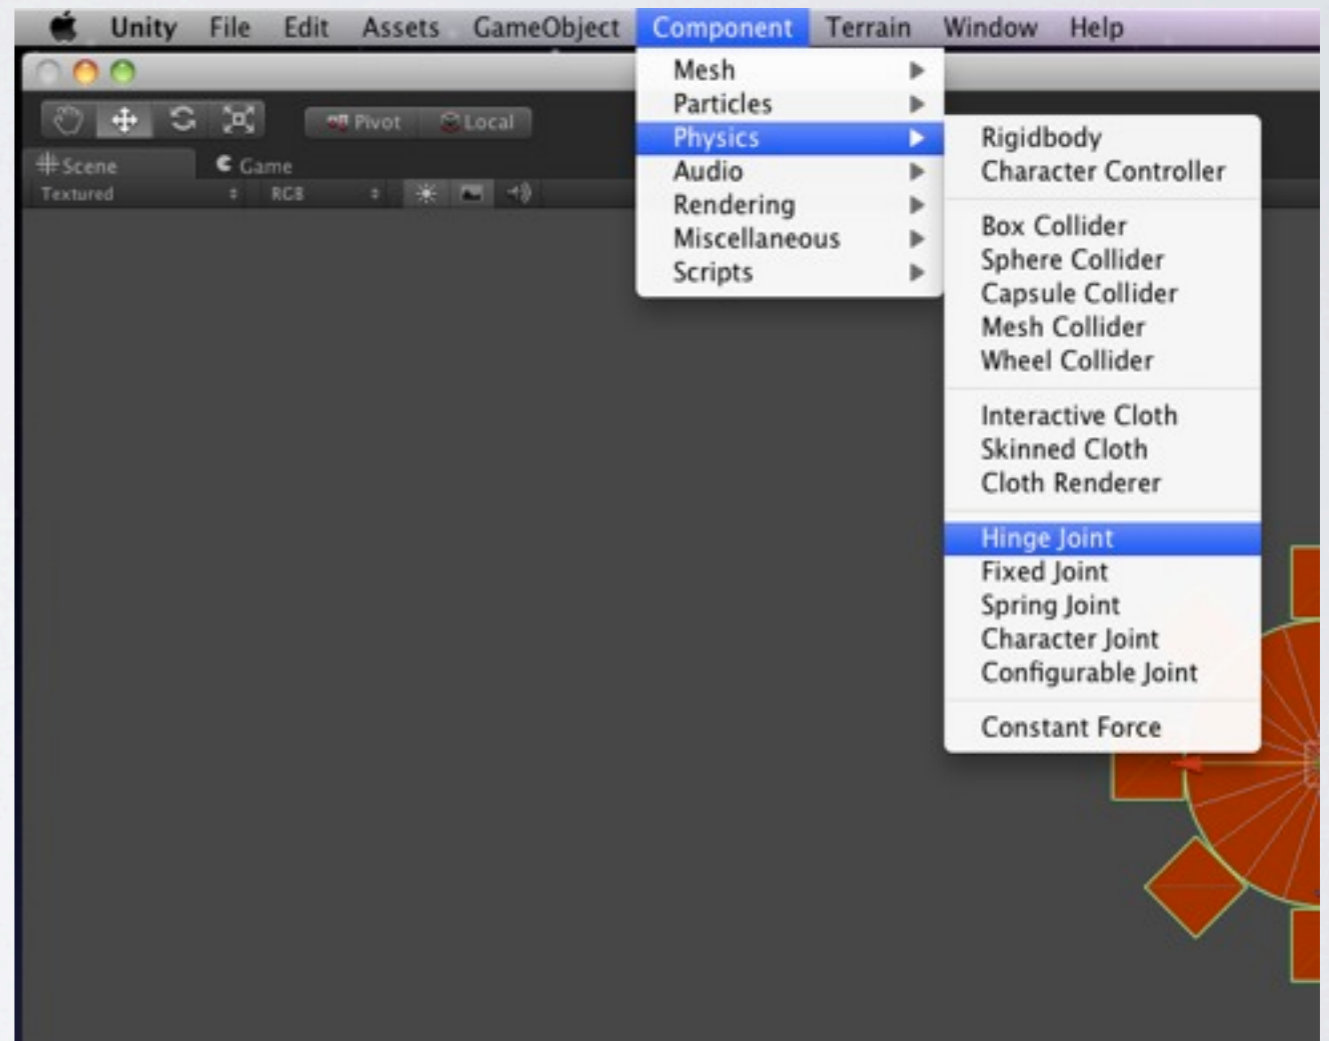 Unity File Edit Assets GameObject Component Terrain Window Help
Mesh
Particles
Physics
Audio
Rendering
Miscellaneous
Scripts
Pivot Local
Scene Game
Textured RGB
Rigidbody
Character Controller
Box Collider
Sphere Collider
Capsule Collider
Mesh Collider
Wheel Collider
Interactive Cloth
Skinned Cloth
Cloth Renderer
Hinge Joint
Fixed Joint
Spring Joint
Character Joint
Configurable Joint
Constant Force